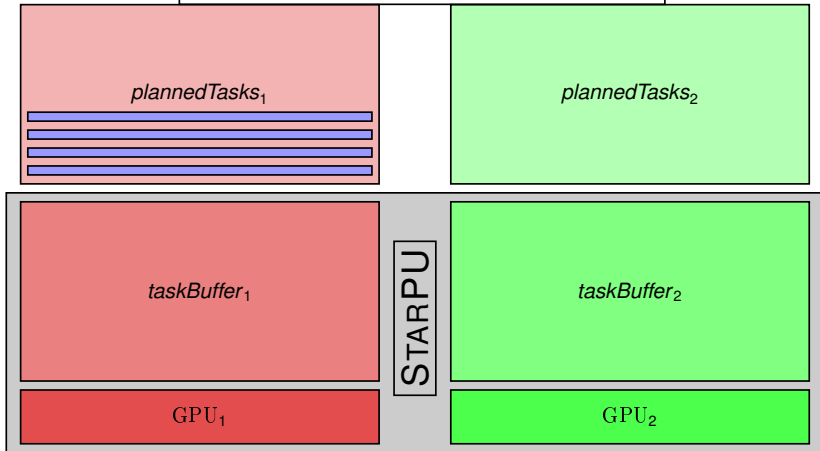 plannedTasks₁
plannedTasks₂
taskBuffer₁
STARPU
taskBuffer₂
GPU₁
GPU₂